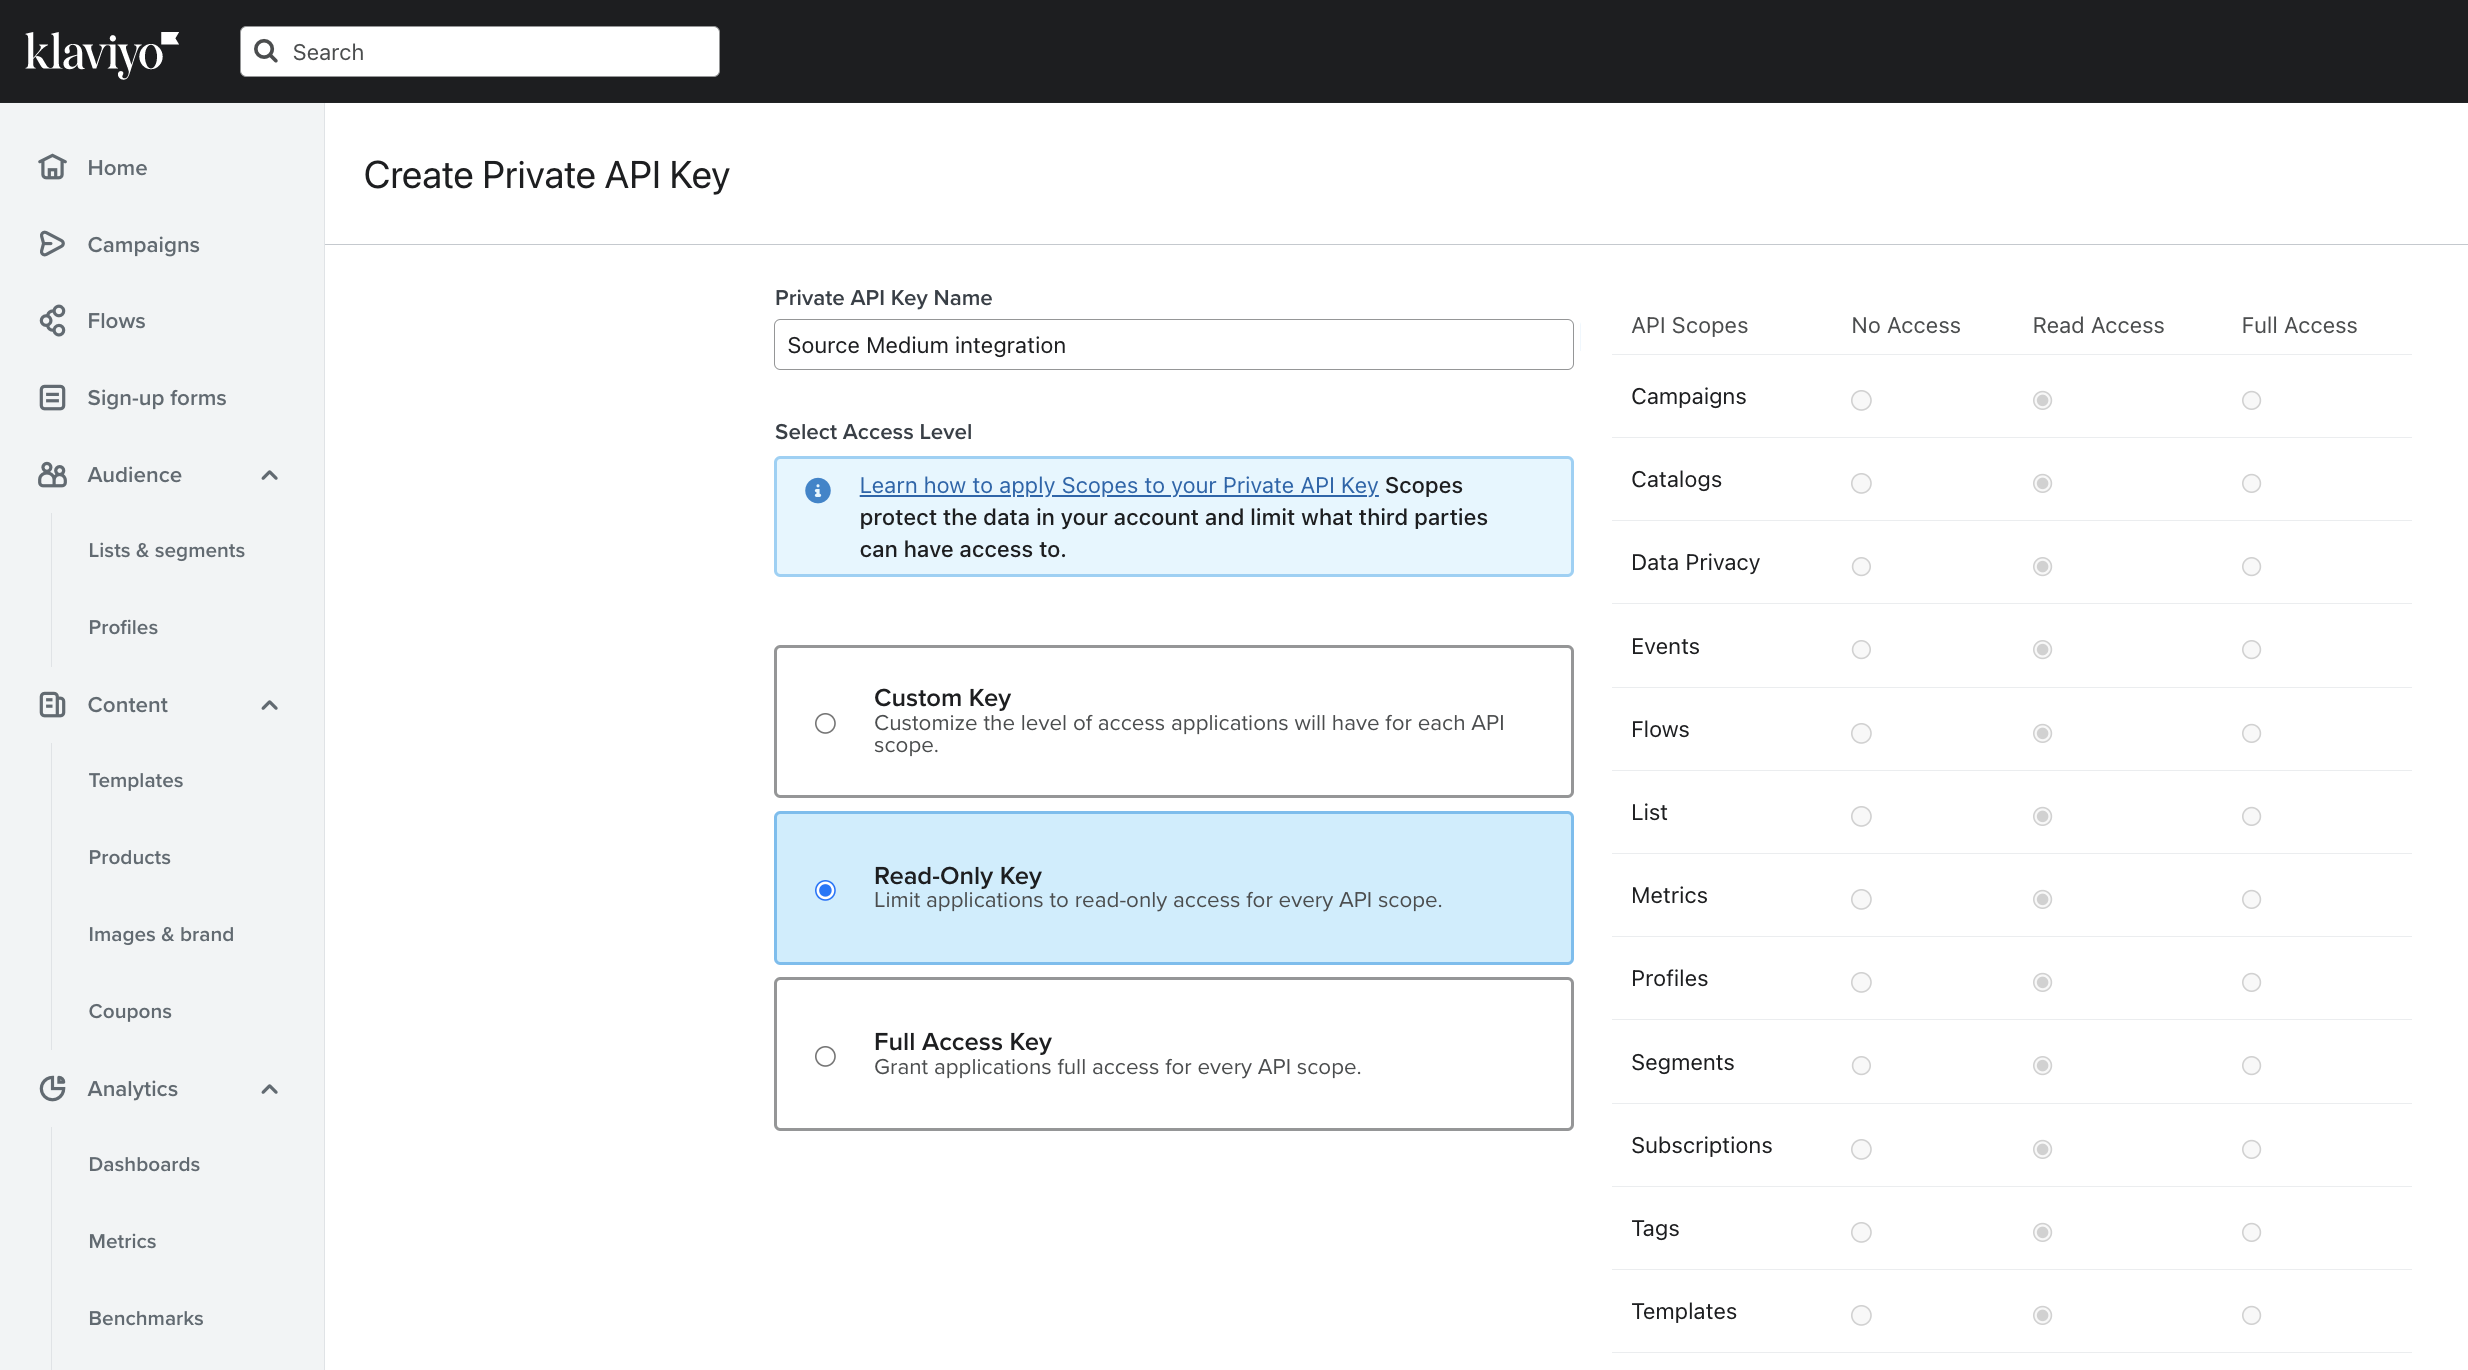 klaviyo
Search
Home
Campaigns
Flows
Sign-up forms
Audience
Lists & segments
Profiles
Content
Templates
Products
Images & brand
Coupons
Analytics
Dashboards
Metrics
Benchmarks
Create Private API Key
Private API Key Name
Source Medium integration
Select Access Level
Learn how to apply Scopes to your Private API Key Scopes
protect the data in your account and limit what third parties
can have access to.
Custom Key
Customize the level of access applications will have for each API
scope.
Read-Only Key
Limit applications to read-only access for every API scope.
Full Access Key
Grant applications full access for every API scope.
API Scopes No Access Read Access Full Access
Campaigns
Catalogs
Data Privacy
Events
Flows
List
Metrics
Profiles
Segments
Subscriptions
Tags
Templates